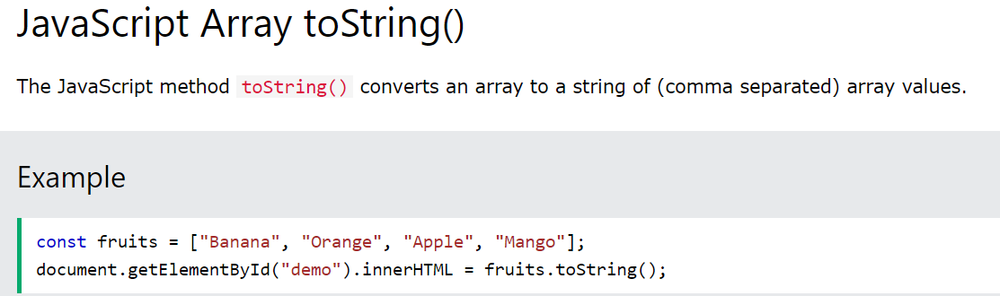 JavaScript Array toString()
The JavaScript method toString() converts an array to a string of (comma separated) array values.
Example
const fruits = ["Banana", "Orange", "Apple", "Mango"];
document.getElementById("demo").innerHTML = fruits.toString();